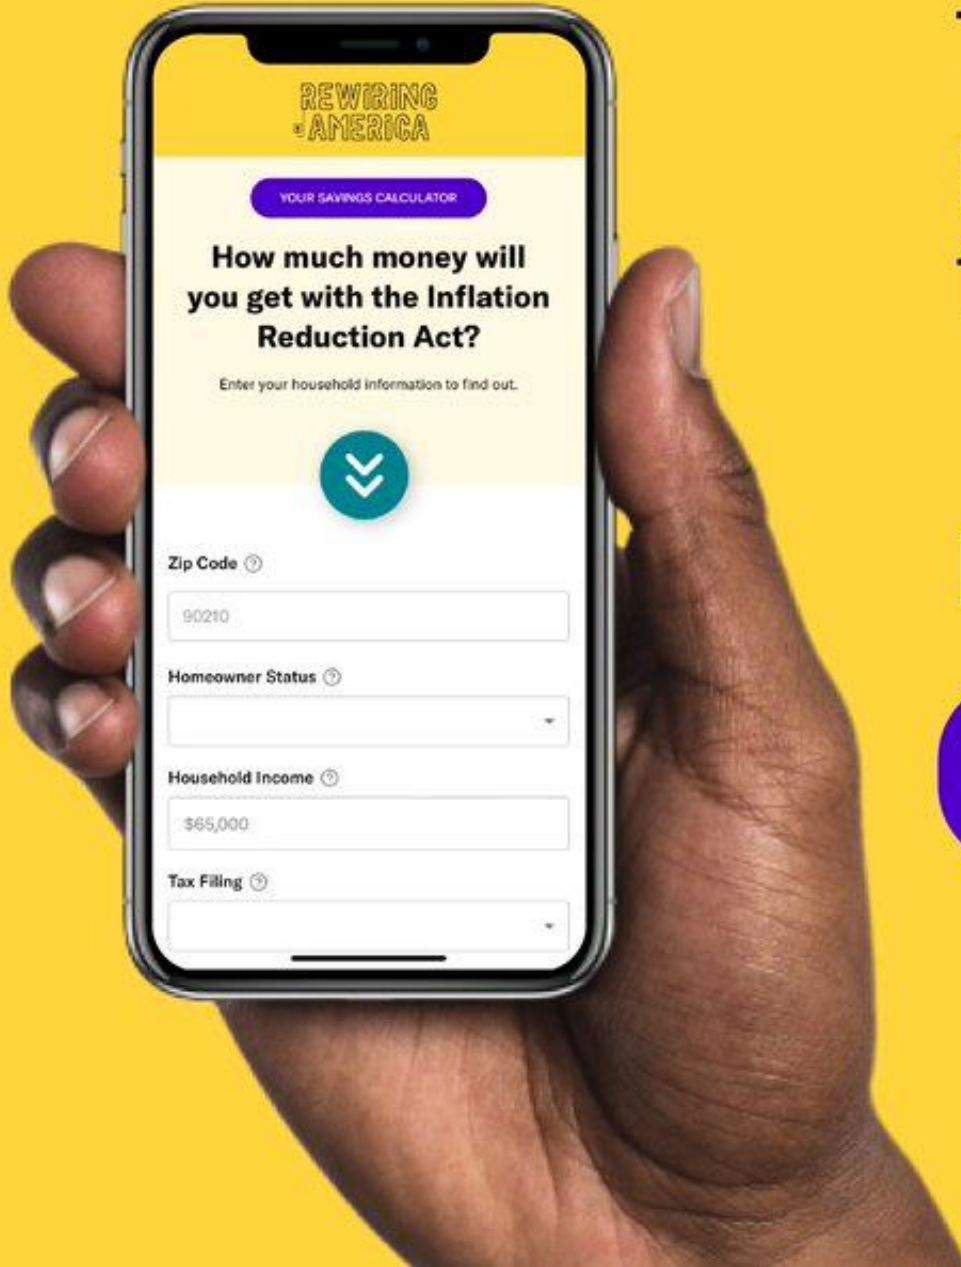 REWIRING
AMERICA
YOUR SAVINGS CALCULATOR
How much money will
you get with the Inflation
Reduction Act?
Enter your household information to find out.
Zip Code
90210
Homeowner Status
Household Income
$65,000
Tax Filing